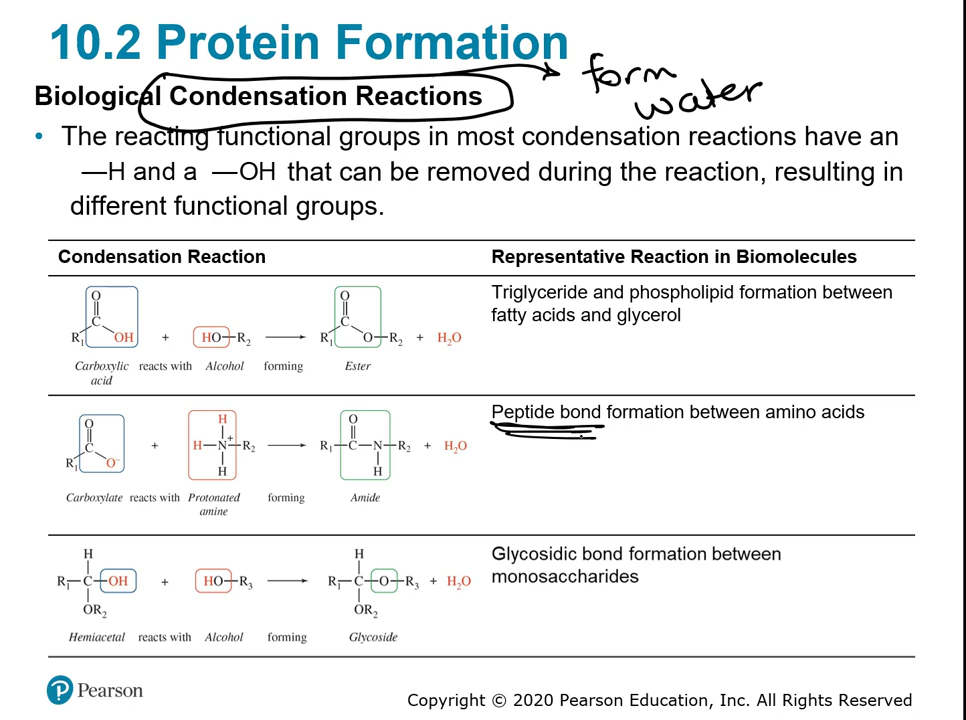 10.2 Protein Formation
Biological Condensation Reactions
form
water
• The reacting functional groups in most condensation reactions have an
—H and a —OH that can be removed during the reaction, resulting in
different functional groups.
Condensation Reaction Representative Reaction in Biomolecules
O O
C C
R₁ OH + HO—R₂ R₁ O—R₂ + H₂O
Carboxylic reacts with Alcohol forming Ester
acid
Triglyceride and phospholipid formation between
fatty acids and glycerol
O H O
C + H—N⁺—R₂ R₁—C—N—R₂ + H₂O
R₁ O⁻ H H
Carboxylate reacts with Protonated forming Amide
amine
Peptide bond formation between amino acids
H H
R₁—C—OH + HO—R₃ R₁—C—O—R₃ + H₂O
OR₂ OR₂
Hemiacetal reacts with Alcohol forming Glycoside
Glycosidic bond formation between
monosaccharides
P Pearson
Copyright © 2020 Pearson Education, Inc. All Rights Reserved